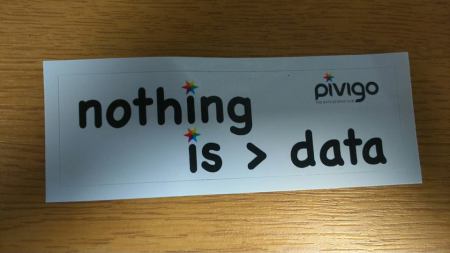 pivigo
nothing
is > data